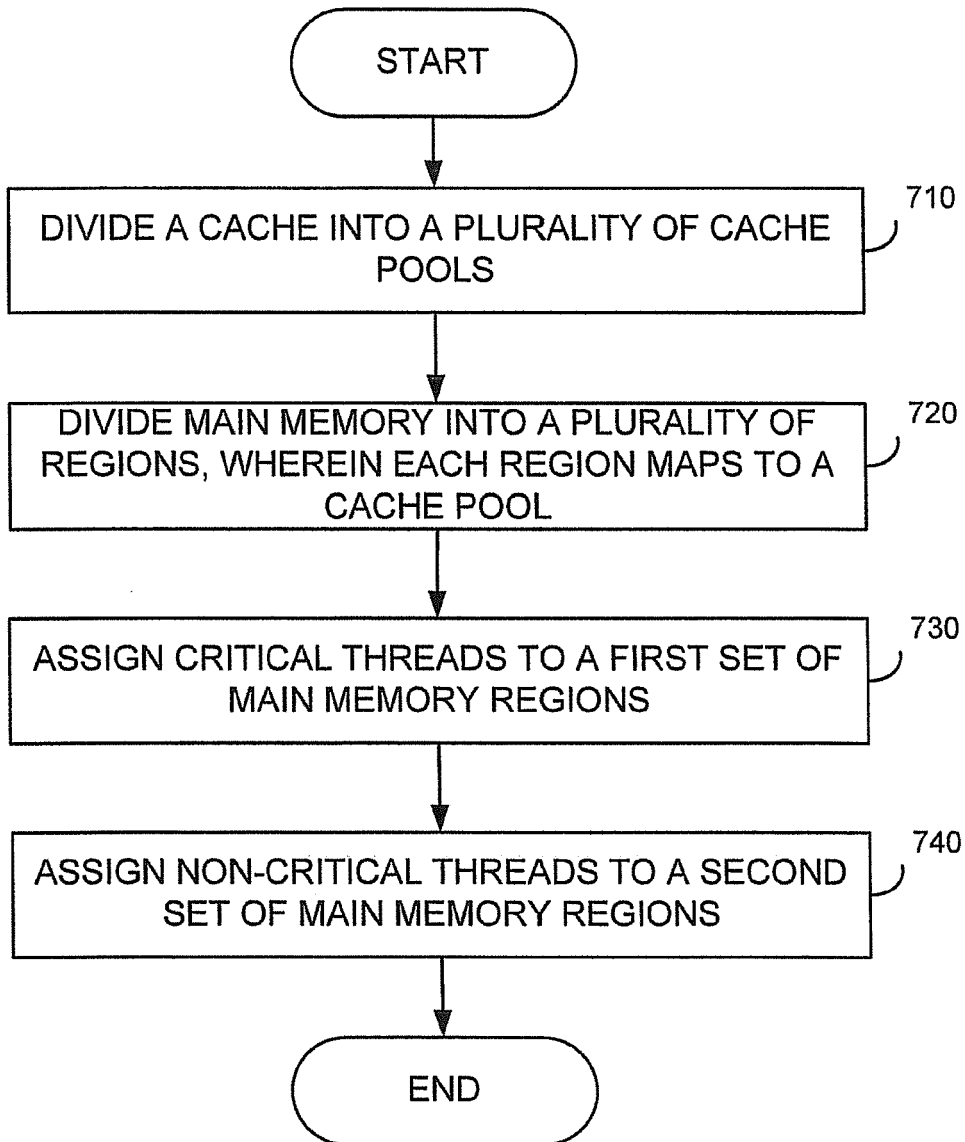 START
710
DIVIDE A CACHE INTO A PLURALITY OF CACHE
POOLS
720
DIVIDE MAIN MEMORY INTO A PLURALITY OF
REGIONS, WHEREIN EACH REGION MAPS TO A
CACHE POOL
730
ASSIGN CRITICAL THREADS TO A FIRST SET OF
MAIN MEMORY REGIONS
740
ASSIGN NON-CRITICAL THREADS TO A SECOND
SET OF MAIN MEMORY REGIONS
END